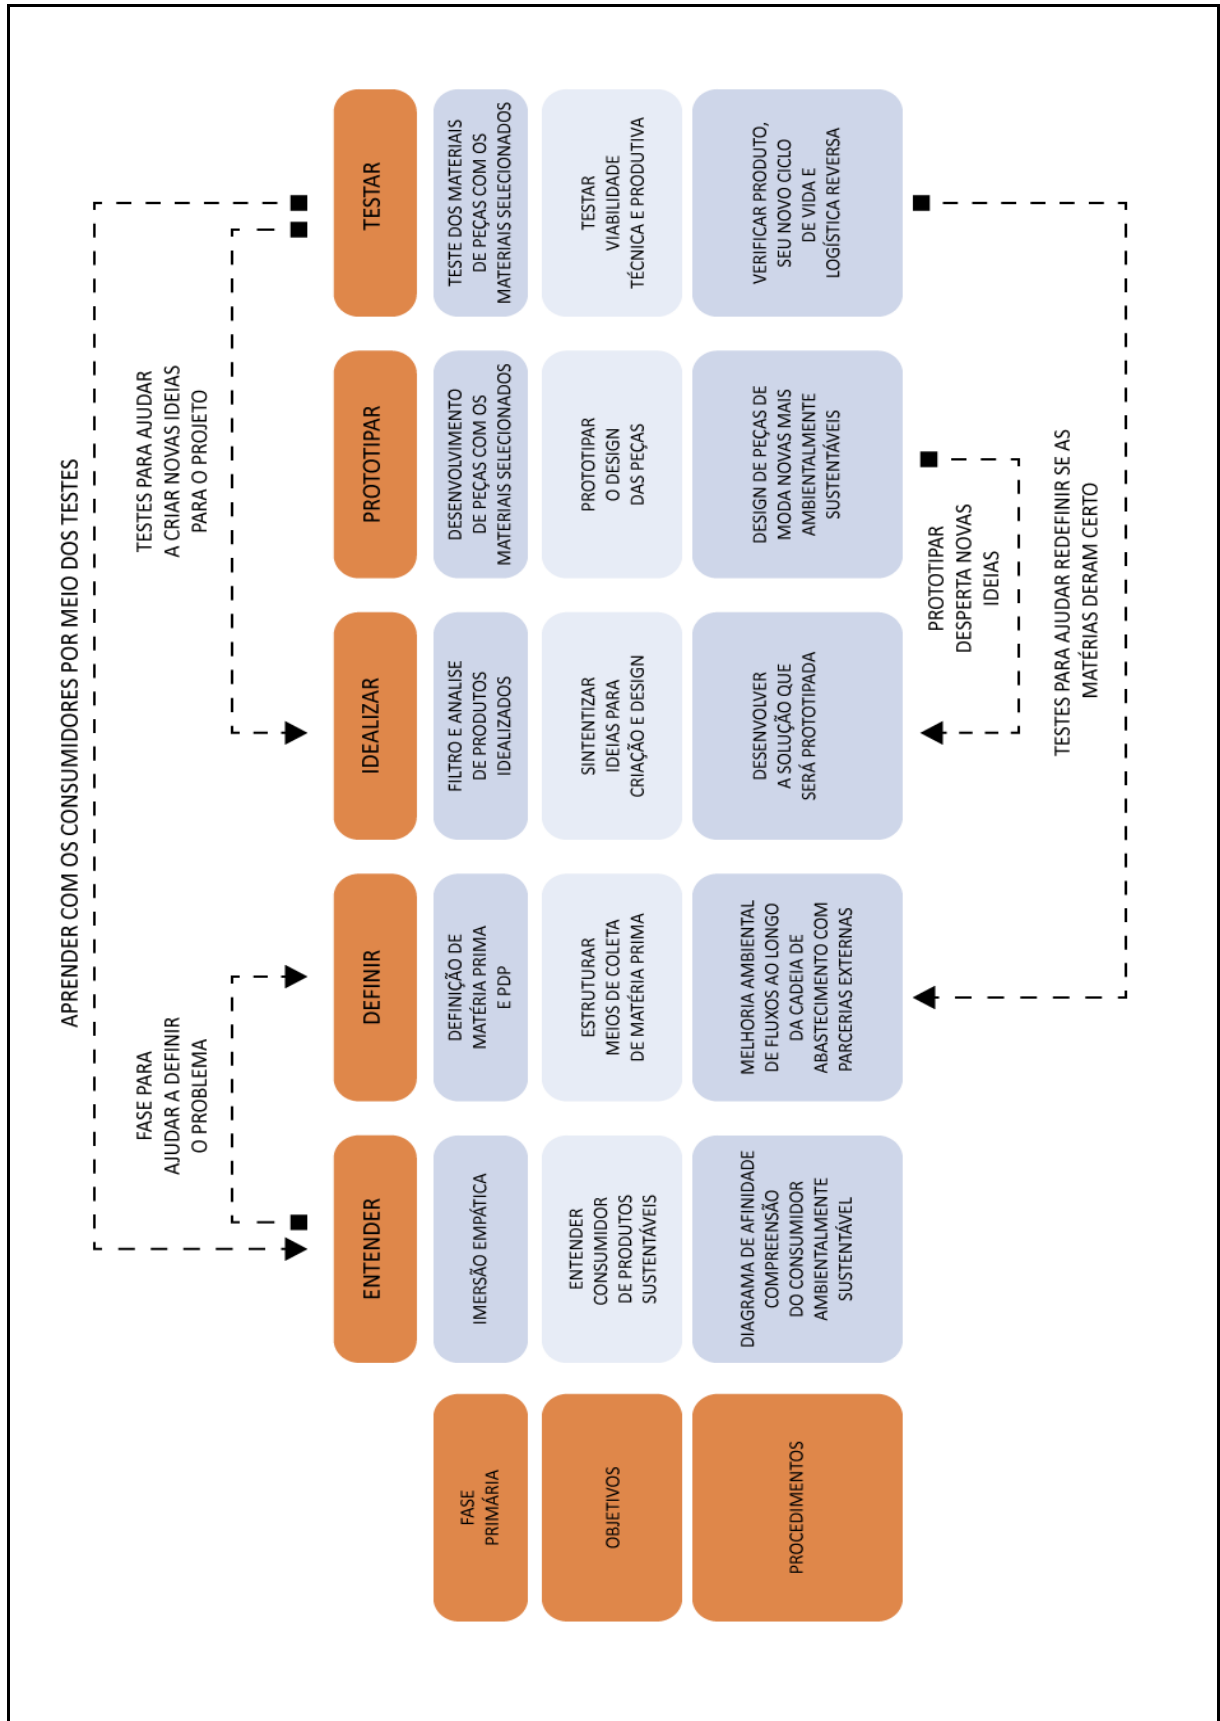 APRENDER COM OS CONSUMIDORES POR MEIO DOS TESTES
FASE PARA
AJUDAR A DEFINIR
O PROBLEMA
TESTES PARA AJUDAR
A CRIAR NOVAS IDEIAS
PARA O PROJETO
ENTENDER
DEFINIR
IDEALIZAR
PROTOTIPAR
TESTAR
FASE
PRIMÁRIA
IMERSÃO EMPÁTICA
DEFINIÇÃO DE
MATÉRIA PRIMA
E PDP
FILTRO E ANALISE
DE PRODUTOS
IDEALIZADOS
DESENVOLVIMENTO
DE PEÇAS COM OS
MATERIAIS SELECIONADOS
TESTE DOS MATERIAIS
DE PEÇAS COM OS
MATERIAIS SELECIONADOS
OBJETIVOS
ENTENDER
CONSUMIDOR
DE PRODUTOS
SUSTENTÁVEIS
ESTRUTURAR
MEIOS DE COLETA
DE MATÉRIA PRIMA
SINTENTIZAR
IDEIAS PARA
CRIAÇÃO E DESIGN
PROTOTIPAR
O DESIGN
DAS PEÇAS
TESTAR
VIABILIDADE
TÉCNICA E PRODUTIVA
PROCEDIMENTOS
DIAGRAMA DE AFINIDADE
COMPREENSÃO
DO CONSUMIDOR
AMBIENTALMENTE
SUSTENTÁVEL
MELHORIA AMBIENTAL
DE FLUXOS AO LONGO
DA CADEIA DE
ABASTECIMENTO COM
PARCERIAS EXTERNAS
DESENVOLVER
A SOLUÇÃO QUE
SERÁ PROTOTIPADA
DESIGN DE PEÇAS DE
MODA NOVAS MAIS
AMBIENTALMENTE
SUSTENTÁVEIS
VERIFICAR PRODUTO,
SEU NOVO CICLO
DE VIDA E
LOGÍSTICA REVERSA
PROTOTIPAR
DESPERTA NOVAS
IDEIAS
TESTES PARA AJUDAR REDEFINIR SE AS
MATÉRIAS DERAM CERTO